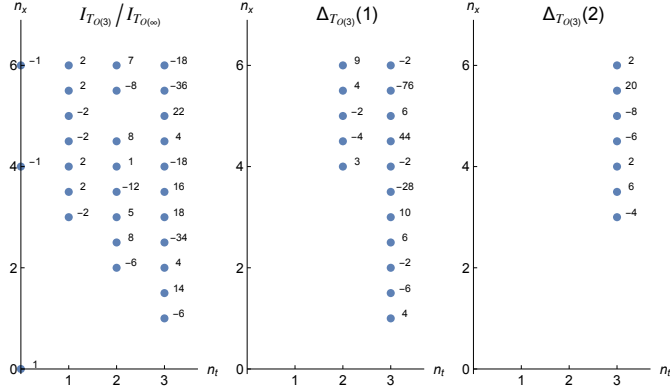 n_x I_{T_{O(3)}} / I_{T_{O(∞)}}
6 −1 2 7 −18
2 −8 −36
−2 22
−2 8 4
4 −1 2 1 −18
2 −12 16
−2 5 18
8 −34
2 −6 4
14
−6
0 1 n_t
1 2 3
n_x Δ_{T_{O(3)}}(1)
6 9 −2
4 −76
−2 6
−4 44
4 3 −2
−28
10
6
2 −2
−6
4
0 n_t
1 2 3
n_x Δ_{T_{O(3)}}(2)
6 2
20
−8
−6
4 2
6
−4
2
0 n_t
1 2 3